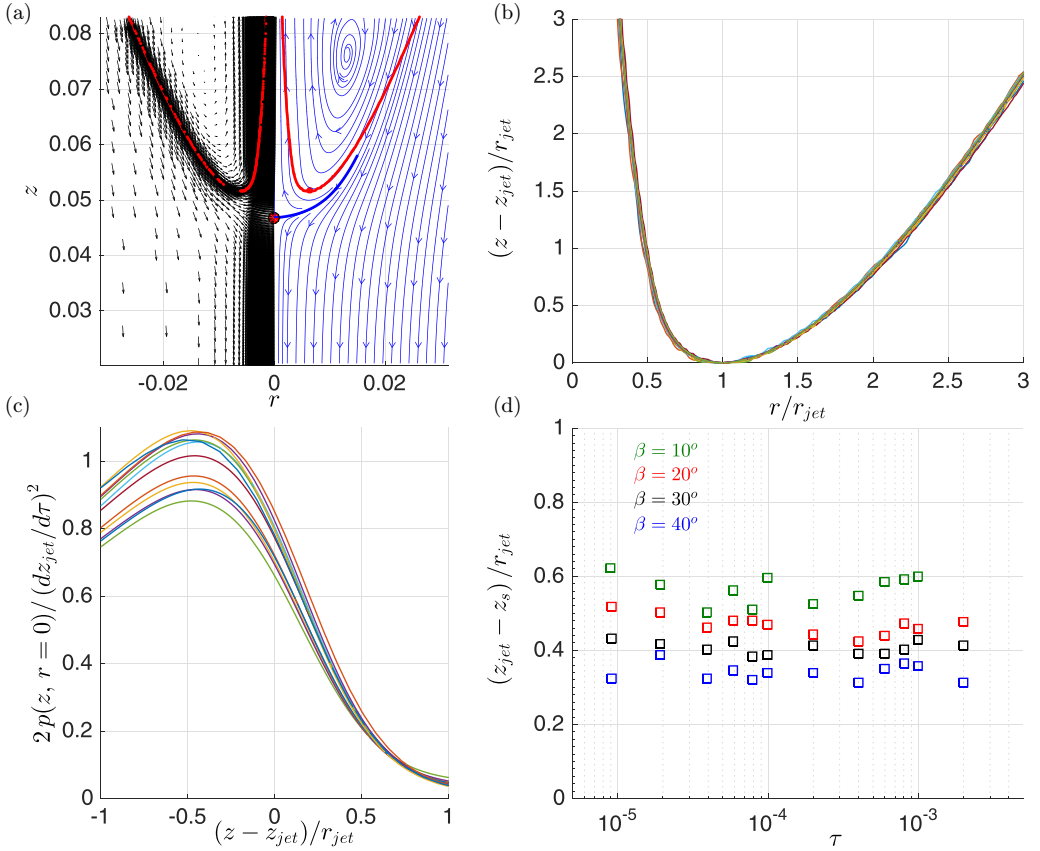 (a)
0.08
0.07
0.06
0.05
0.04
0.03
z
-0.02
0
0.02
r
(b)
3
2.5
2
1.5
1
0.5
0
(z − z_jet)/r_jet
0
0.5
1
1.5
2
2.5
3
r/r_jet
(c)
1
0.8
0.6
0.4
0.2
0
2p(z, r = 0)/(dz_jet/dτ)²
-1
-0.5
0
0.5
1
(z − z_jet)/r_jet
(d)
1
0.8
0.6
0.4
0.2
0
(z_jet − z_s)/r_jet
β = 10°
β = 20°
β = 30°
β = 40°
10⁻⁵
10⁻⁴
10⁻³
τ